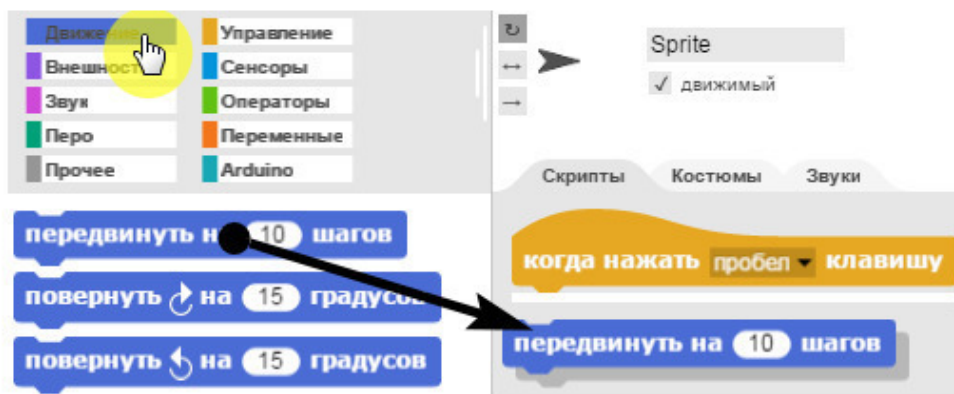 Движение
Управление
Внешность
Сенсоры
Звук
Операторы
Перо
Переменные
Прочее
Arduino
передвинуть на 10 шагов
повернуть на 15 градусов
повернуть на 15 градусов
Sprite
движимый
Скрипты Костюмы Звуки
когда нажать пробел клавишу
передвинуть на 10 шагов